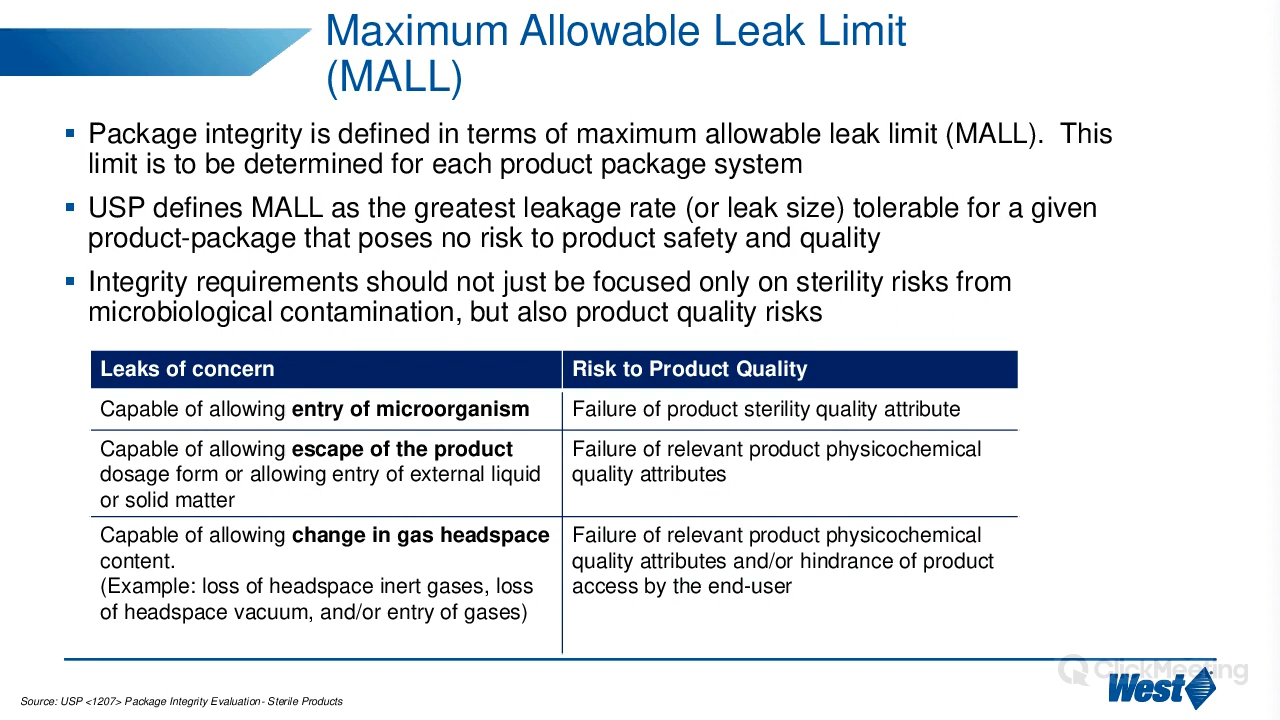 Maximum Allowable Leak Limit
(MALL)
▪ Package integrity is defined in terms of maximum allowable leak limit (MALL).  This
limit is to be determined for each product package system
▪ USP defines MALL as the greatest leakage rate (or leak size) tolerable for a given
product-package that poses no risk to product safety and quality
▪ Integrity requirements should not just be focused only on sterility risks from
microbiological contamination, but also product quality risks
Leaks of concern
Risk to Product Quality
Capable of allowing entry of microorganism
Failure of product sterility quality attribute
Capable of allowing escape of the product
dosage form or allowing entry of external liquid
or solid matter
Failure of relevant product physicochemical
quality attributes
Capable of allowing change in gas headspace
content.
(Example: loss of headspace inert gases, loss
of headspace vacuum, and/or entry of gases)
Failure of relevant product physicochemical
quality attributes and/or hindrance of product
access by the end-user
ClickMeeting
West
Source: USP <1207> Package Integrity Evaluation- Sterile Products